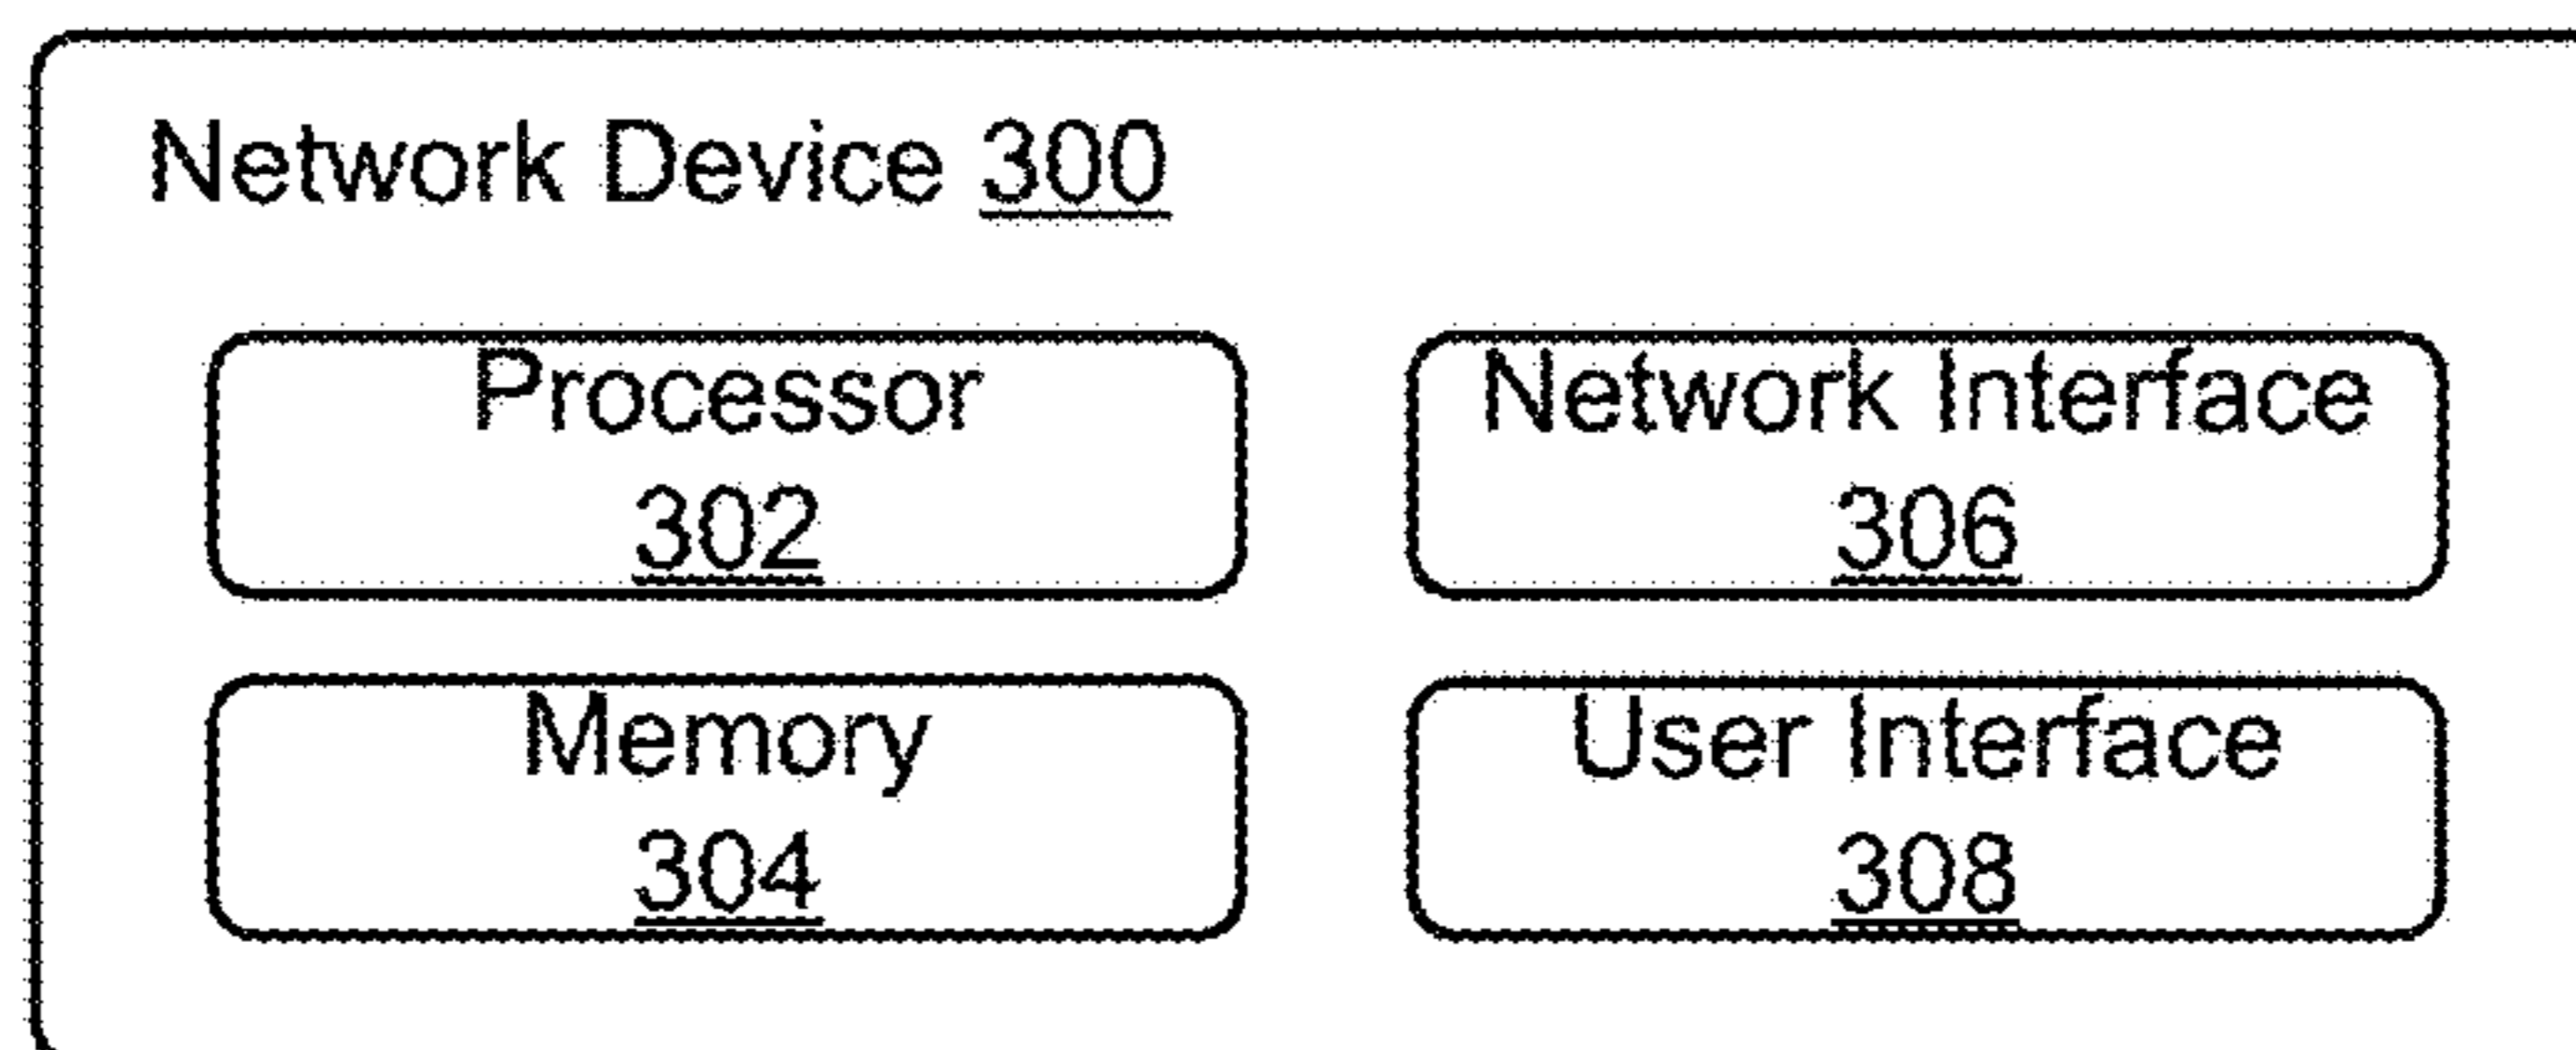 Network Device 300
Processor
302
Network Interface
306
Memory
304
User Interface
308